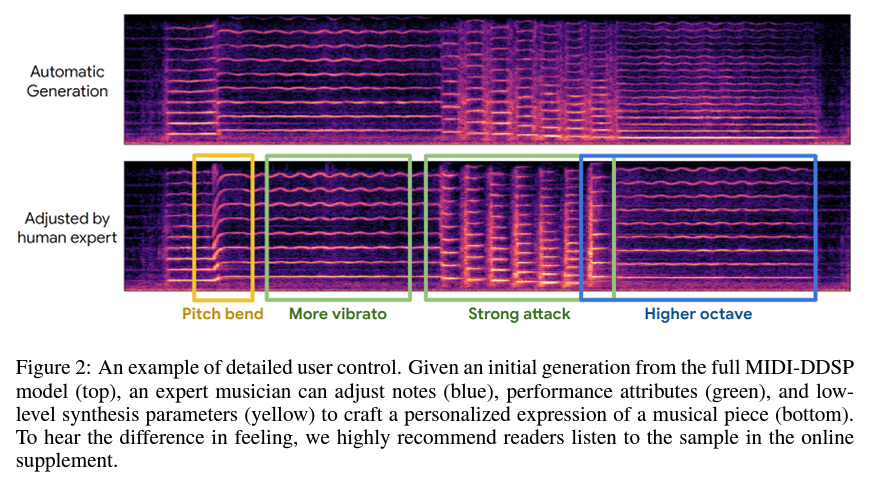 Automatic
Generation
Adjusted by
human expert
Pitch bend
More vibrato
Strong attack
Higher octave
Figure 2: An example of detailed user control. Given an initial generation from the full MIDI-DDSP
model (top), an expert musician can adjust notes (blue), performance attributes (green), and low-
level synthesis parameters (yellow) to craft a personalized expression of a musical piece (bottom).
To hear the difference in feeling, we highly recommend readers listen to the sample in the online
supplement.